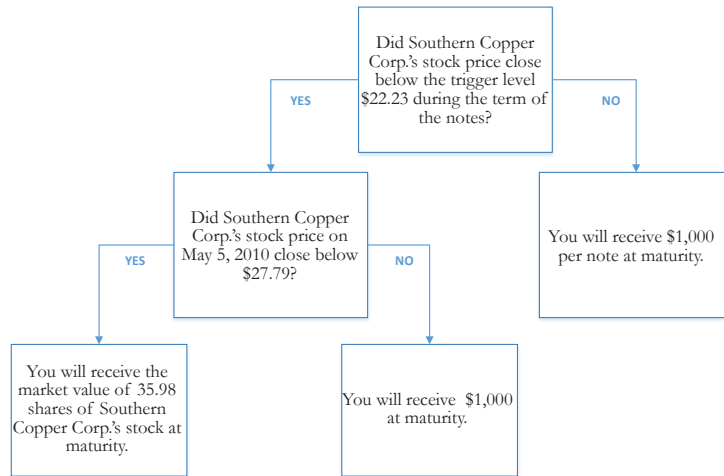 Did Southern Copper
Corp.'s stock price close
below the trigger level
$22.23 during the term of
the notes?
YES
NO
Did Southern Copper
Corp.'s stock price on
May 5, 2010 close below
$27.79?
You will receive $1,000
per note at maturity.
YES
NO
You will receive the
market value of 35.98
shares of Southern
Copper Corp.'s stock at
maturity.
You will receive $1,000
at maturity.